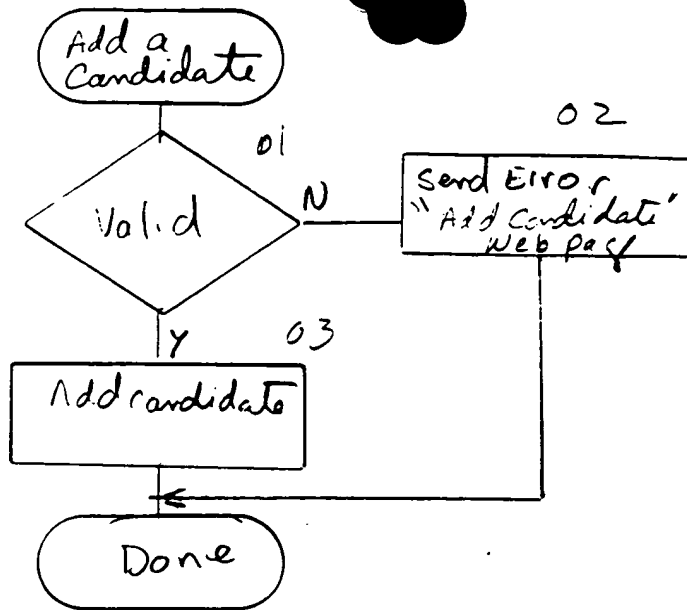 Add a
Candidate
01
Valid
N
02
Send Error
"Add Candidate"
Web page
Y
03
Add candidate
Done